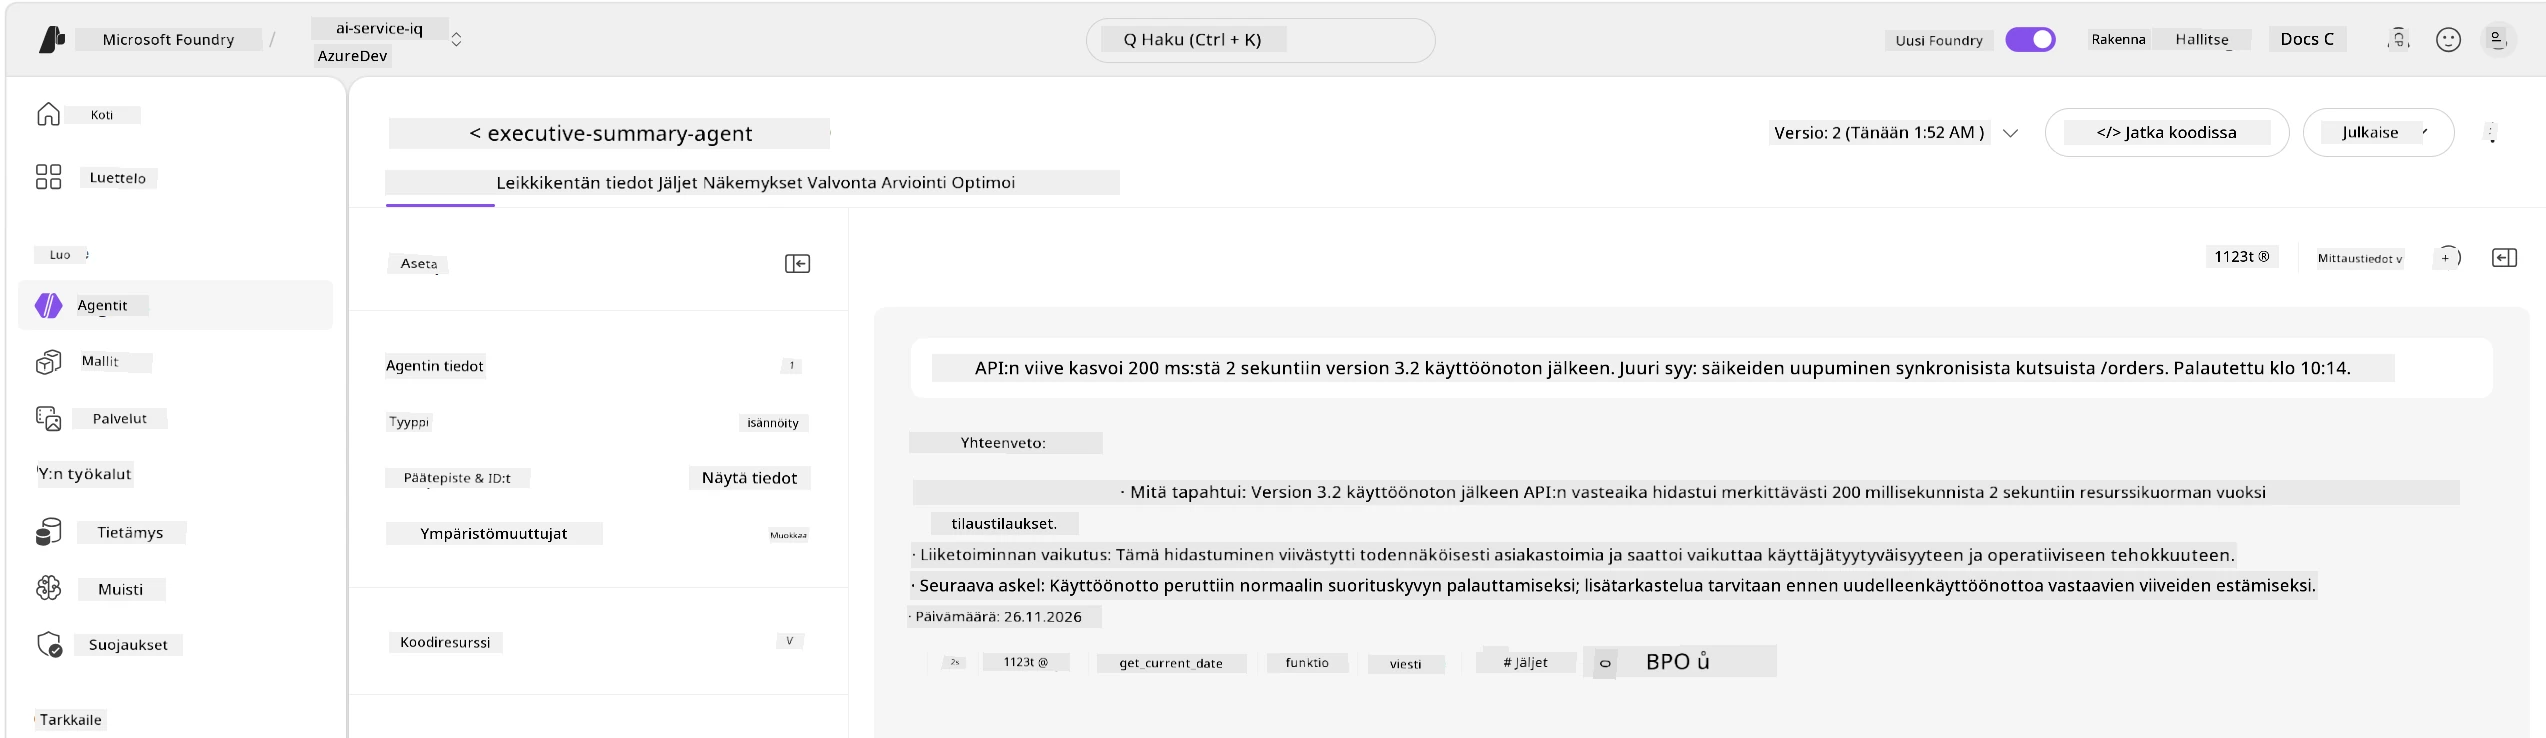 Microsoft Foundry / ai-service-iq
AzureDev
Q Haku (Ctrl + K)
Uusi Foundry
Rakenna
Hallitse
Docs C
Koti
Luettelo
Luo
Agentit
Mallit
Palvelut
Y:n työkalut
Tietämys
Muisti
Suojaukset
Tarkkaile
< executive-summary-agent
Versio: 2 (Tänään 1:52 AM )
</> Jatka koodissa
Julkaise
Leikkikentän tiedot Jäljet Näkemykset Valvonta Arviointi Optimoi
Aseta
Agentin tiedot
1
Tyyppi
isännöity
Päätepiste & ID:t
Näytä tiedot
Ympäristömuuttujat
Muokkaa
Koodiresurssi
V
1123t ®
Mittaustiedot v
+
API:n viive kasvoi 200 ms:stä 2 sekuntiin version 3.2 käyttöönoton jälkeen. Juuri syy: säikeiden uupuminen synkronisista kutsuista /orders. Palautettu klo 10:14.
Yhteenveto:
· Mitä tapahtui: Version 3.2 käyttöönoton jälkeen API:n vasteaika hidastui merkittävästi 200 millisekunnista 2 sekuntiin resurssikuorman vuoksi
tilaustilaukset.
· Liiketoiminnan vaikutus: Tämä hidastuminen viivästytti todennäköisesti asiakastoimia ja saattoi vaikuttaa käyttäjätyytyväisyyteen ja operatiiviseen tehokkuuteen.
· Seuraava askel: Käyttöönotto peruttiin normaalin suorituskyvyn palauttamiseksi; lisätarkastelua tarvitaan ennen uudelleenkäyttöönottoa vastaavien viiveiden estämiseksi.
· Päivämäärä: 26.11.2026
2s
1123t @
get_current_date
funktio
viesti
# Jäljet
BPO ů